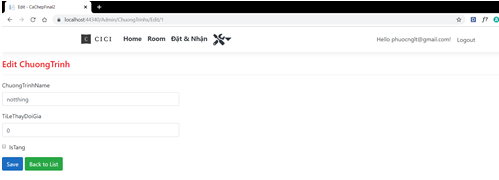 Edit - CaChepFinal2
localhost:44340/Admin/ChuongTrinhs/Edit/1
CICI Home Room Đặt & Nhận Hello phuocnglt@gmail.com! Logout
Edit ChuongTrinh
ChuongTrinhName
notthing
TiLeThayDoiGia
0
IsTang
Save Back to List